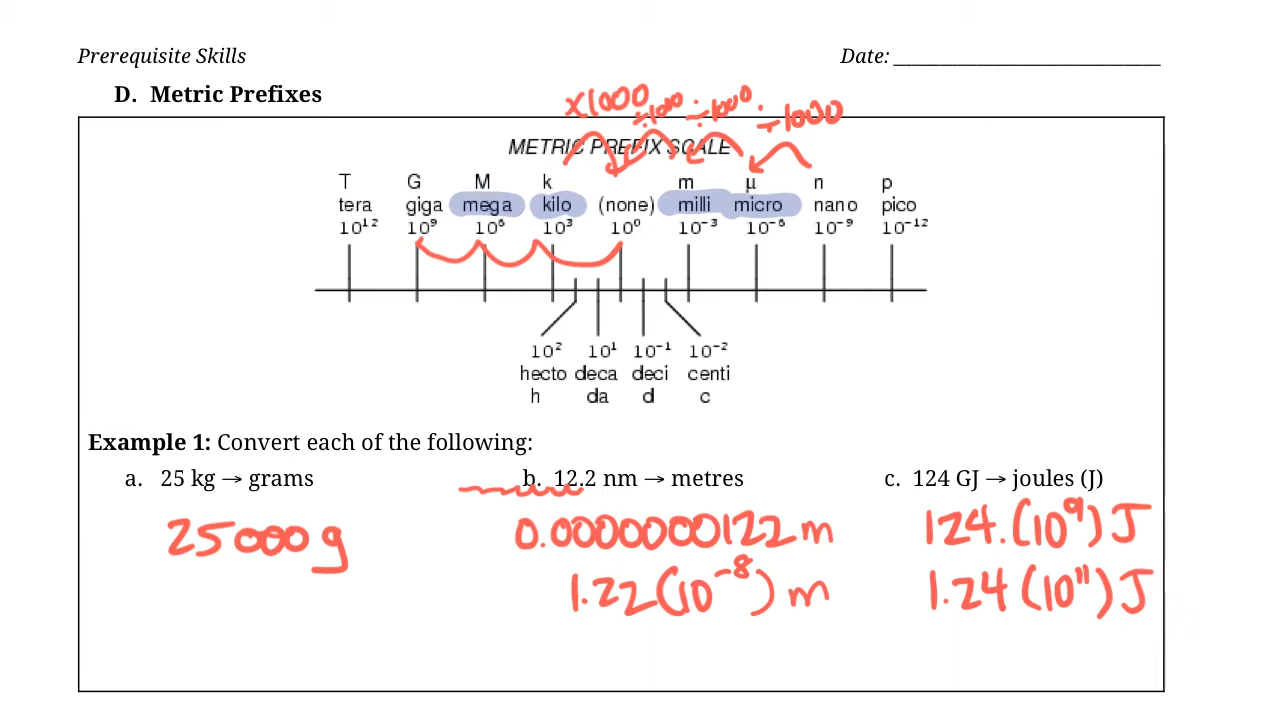 Prerequisite Skills Date: ______________________
D. Metric Prefixes
x1000 ÷1000 ÷1000 ÷1000
METRIC PREFIX SCALE
T G M k m μ n p
tera giga mega kilo (none) milli micro nano pico
10¹² 10⁹ 10⁶ 10³ 10⁰ 10⁻³ 10⁻⁶ 10⁻⁹ 10⁻¹²
10² 10¹ 10⁻¹ 10⁻²
hecto deca deci centi
h da d c
Example 1: Convert each of the following:
a. 25 kg → grams b. 12.2 nm → metres c. 124 GJ → joules (J)
25000g 0.0000000122 m 124.(10⁹) J
1.22(10⁻⁸) m 1.24 (10¹¹) J